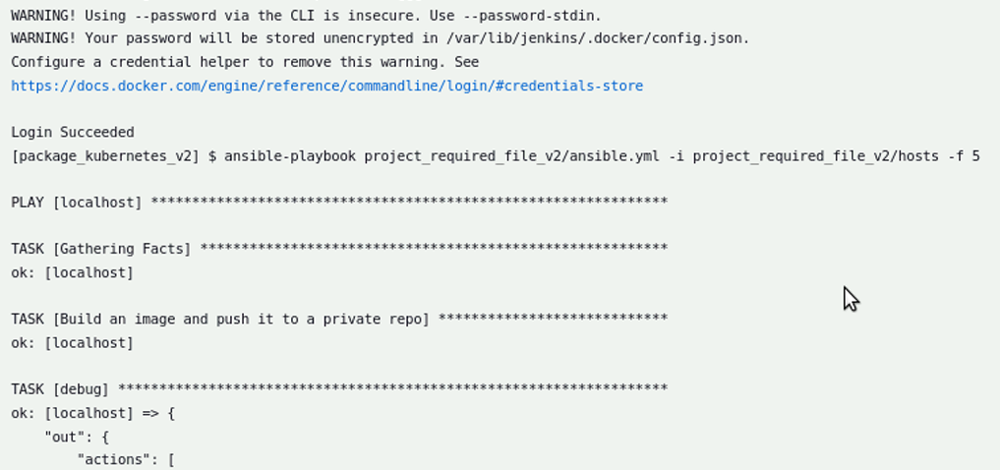 WARNING! Using --password via the CLI is insecure. Use --password-stdin.
WARNING! Your password will be stored unencrypted in /var/lib/jenkins/.docker/config.json.
Configure a credential helper to remove this warning. See
https://docs.docker.com/engine/reference/commandline/login/#credentials-store
Login Succeeded
[package_kubernetes_v2] $ ansible-playbook project_required_file_v2/ansible.yml -i project_required_file_v2/hosts -f 5
PLAY [localhost] ***************************************************************
TASK [Gathering Facts] *********************************************************
ok: [localhost]
TASK [Build an image and push it to a private repo] ****************************
ok: [localhost]
TASK [debug] *******************************************************************
ok: [localhost] => {
    "out": {
        "actions": [